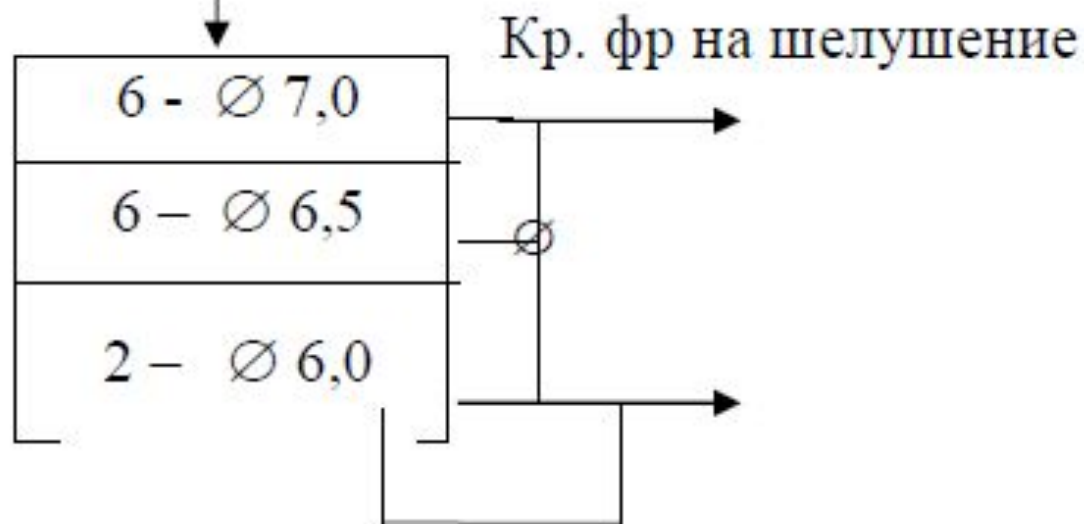 Кр. фр на шелушение
6 - ∅ 7,0
6 – ∅ 6,5
∅
2 – ∅ 6,0